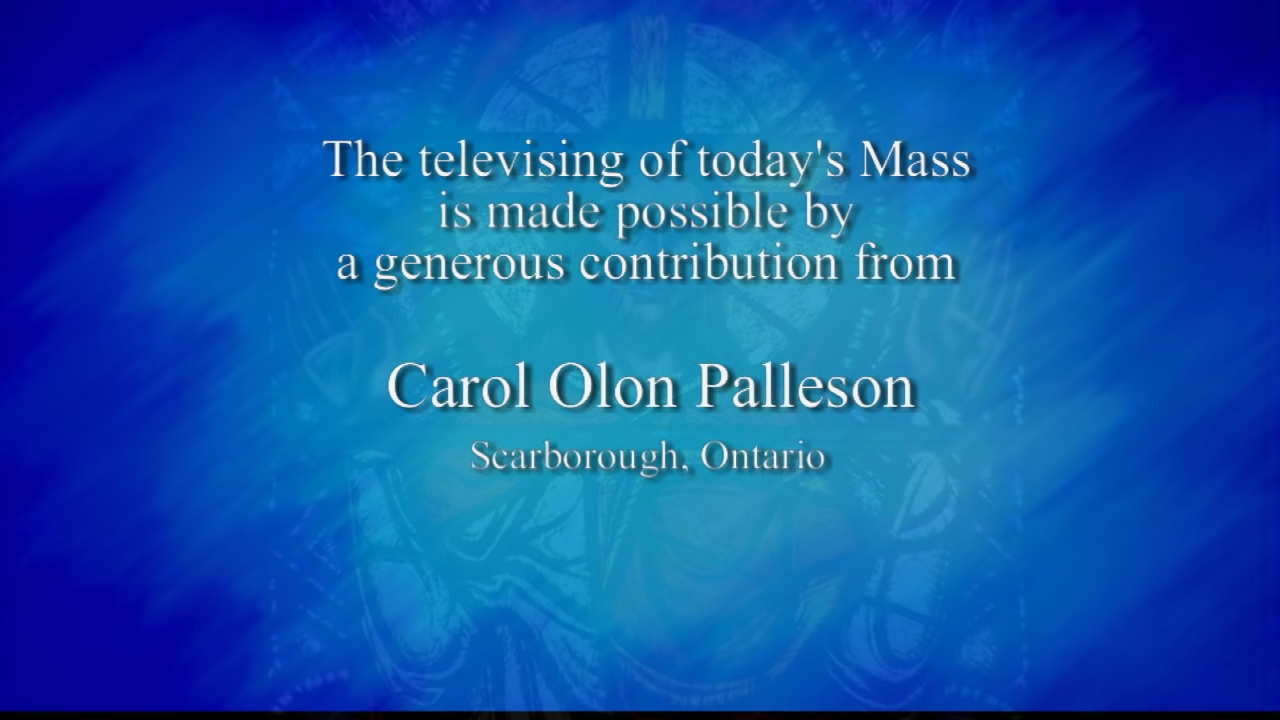 The televising of today's Mass
is made possible by
a generous contribution from
Carol Olon Palleson
Scarborough, Ontario